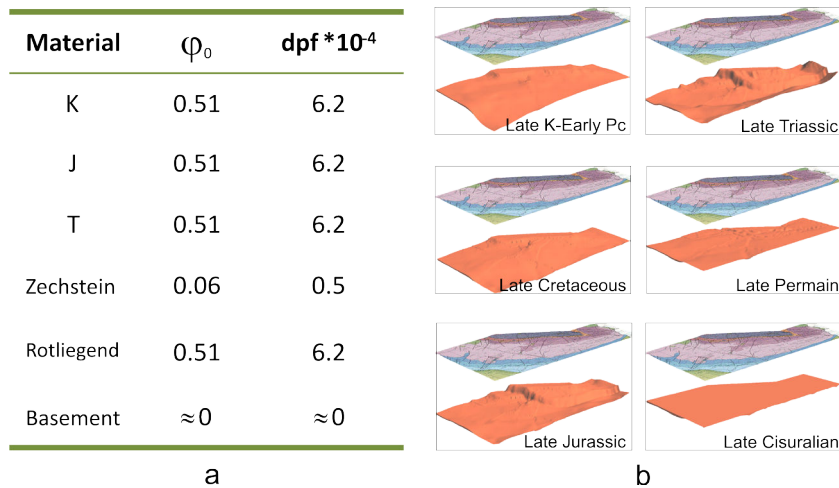 Material φ₀ dpf *10⁻⁴
K 0.51 6.2
J 0.51 6.2
T 0.51 6.2
Zechstein 0.06 0.5
Rotliegend 0.51 6.2
Basement ≈0 ≈0
a
Late K-Early Pc
Late Triassic
Late Cretaceous
Late Permain
Late Jurassic
Late Cisuralian
b